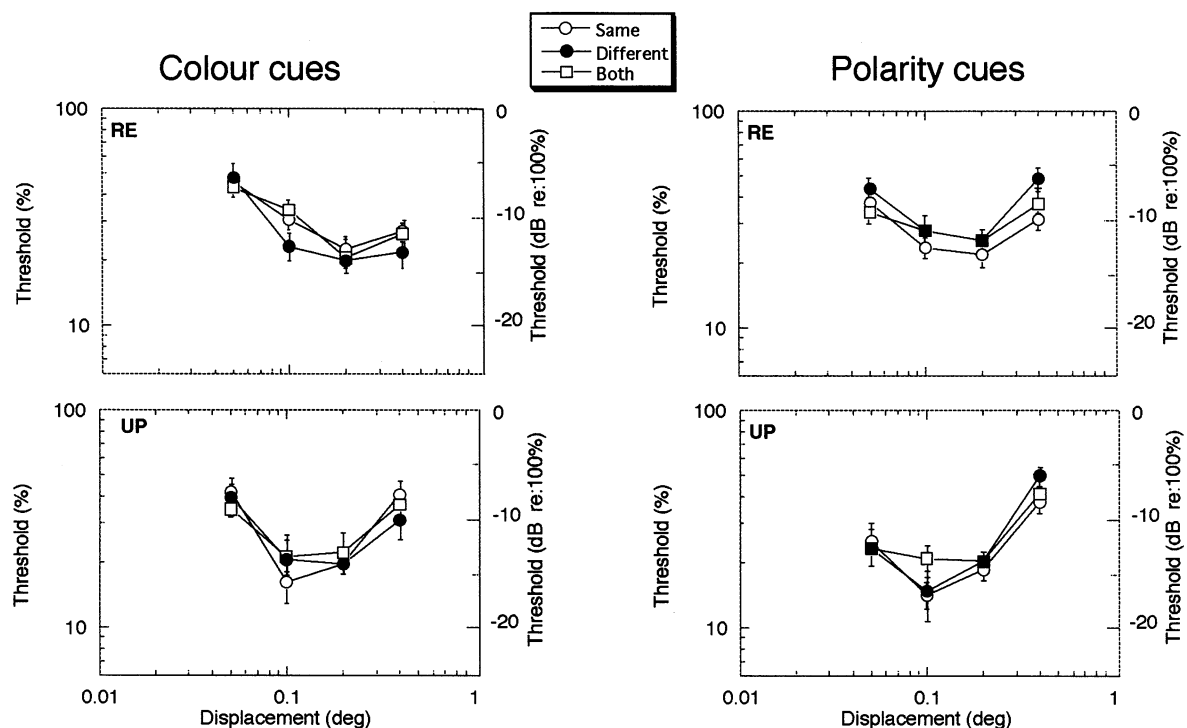 Same
Different
Both
Colour cues
Polarity cues
100
RE
10
Threshold (%)
0
-10
-20
Threshold (dB re:100%)
100
RE
10
Threshold (%)
0
-10
-20
Threshold (dB re:100%)
100
UP
10
Threshold (%)
0
-10
-20
Threshold (dB re:100%)
0.01
0.1
1
Displacement (deg)
100
UP
10
Threshold (%)
0
-10
-20
Threshold (dB re:100%)
0.01
0.1
1
Displacement (deg)